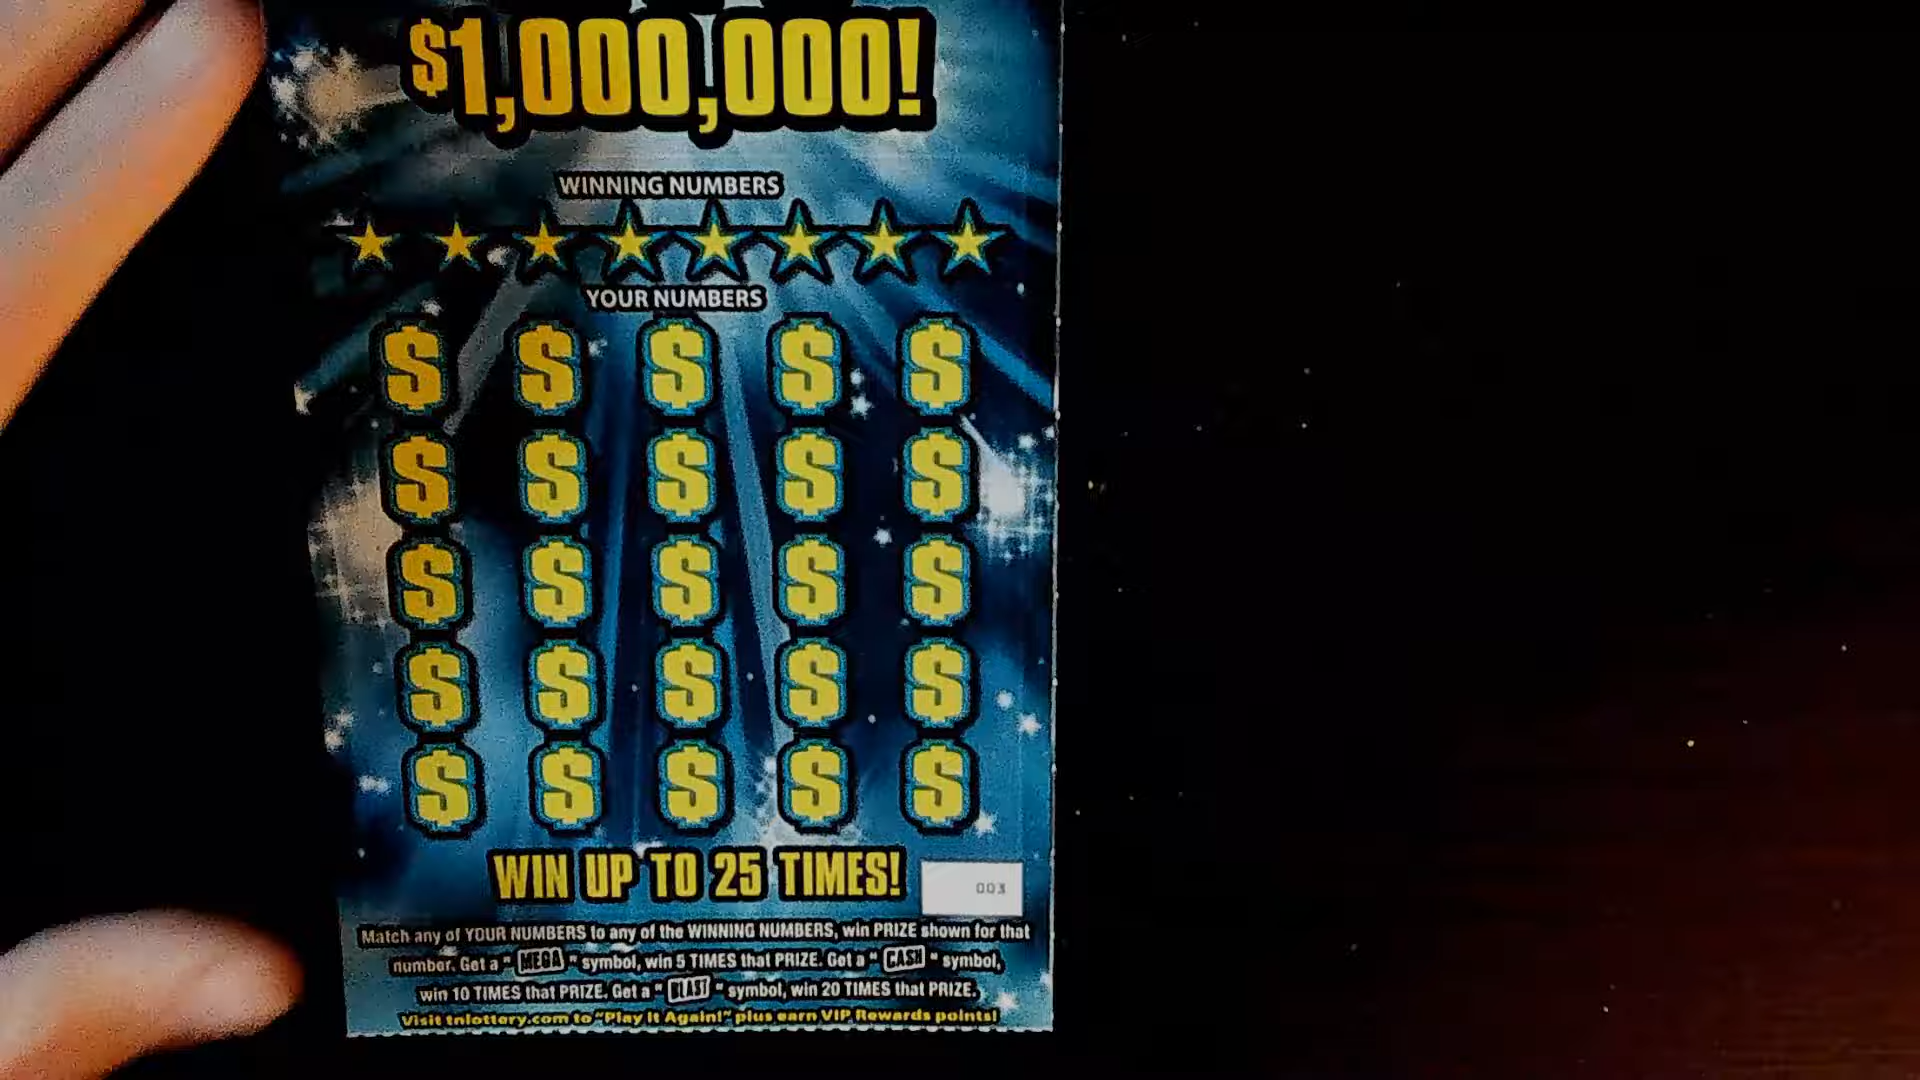 $1,000,000!
WINNING NUMBERS
YOUR NUMBERS
$ $ $ $ $
$ $ $ $ $
$ $ $ $ $
$ $ $ $ $
$ $ $ $ $
WIN UP TO 25 TIMES!
003
Match any of YOUR NUMBERS to any of the WINNING NUMBERS, win PRIZE shown for that
number. Get a "MEGA" symbol, win 5 TIMES that PRIZE. Get a "CASH" symbol,
win 10 TIMES that PRIZE. Get a "BLAST" symbol, win 20 TIMES that PRIZE.
Visit tnlottery.com to "Play It Again!" plus earn VIP Rewards points!